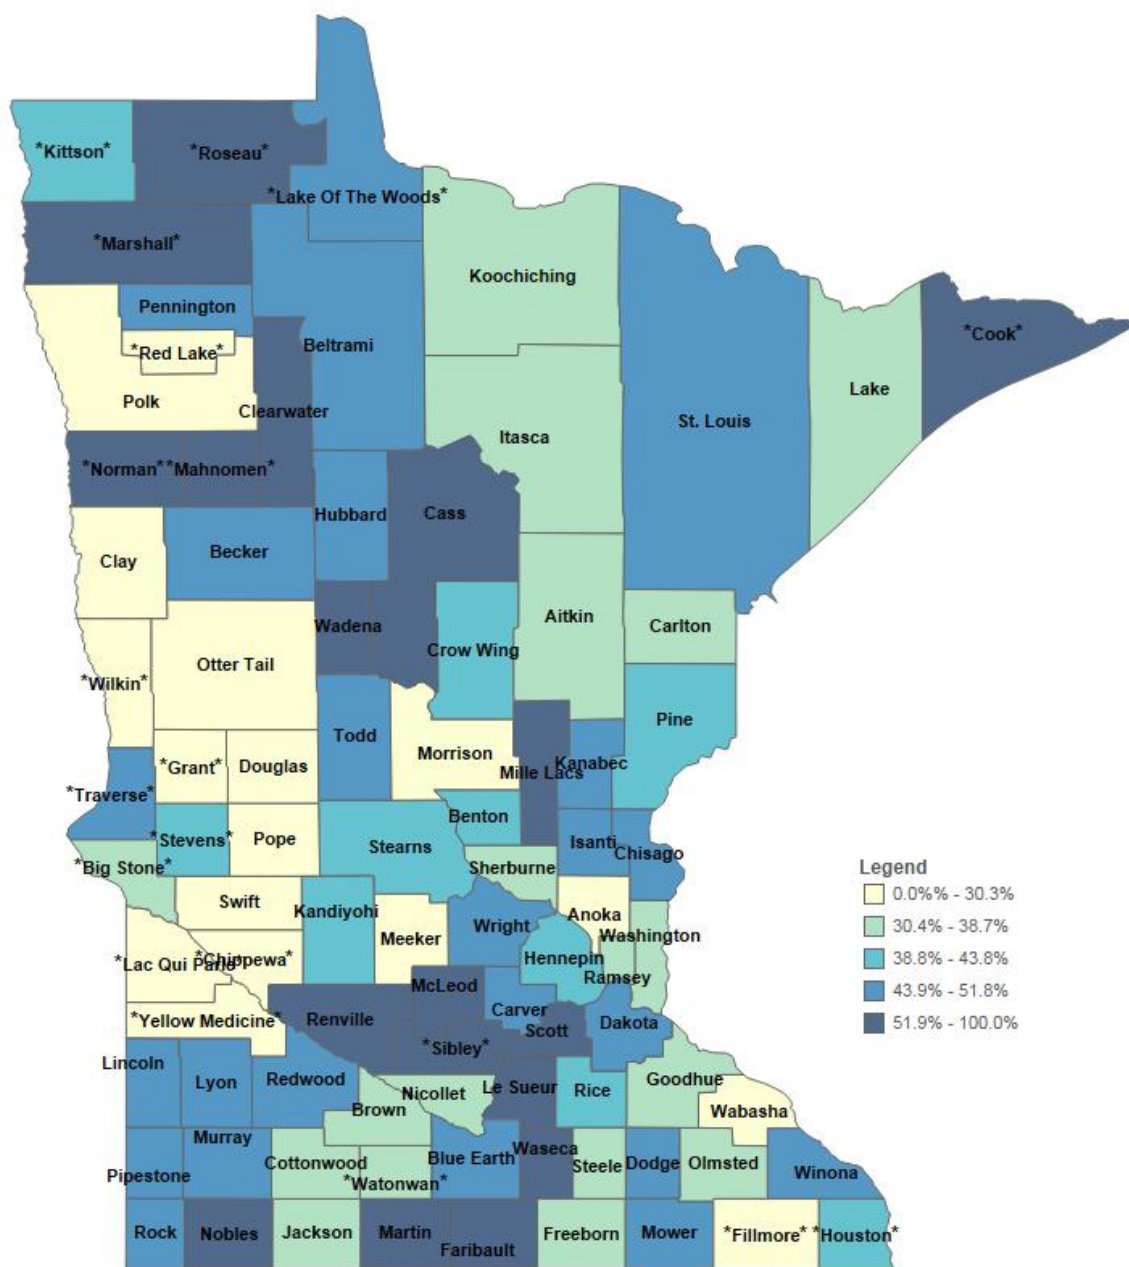 *Kittson*
*Roseau*
*Lake Of The Woods*
*Marshall*
Koochiching
Pennington
*Cook*
Beltrami
*Red Lake*
Lake
Polk
Clearwater
St. Louis
Itasca
*Norman*
*Mahnomen*
Hubbard
Cass
Becker
Clay
Aitkin
Wadena
Carlton
Crow Wing
Otter Tail
*Wilkin*
Pine
Todd
Morrison
*Grant*
Douglas
Kanabec
Mille Lacs
*Traverse*
Benton
*Stevens*
Pope
Stearns
Isanti
Chisago
*Big Stone*
Sherburne
Legend
0.0%% - 30.3%
30.4% - 38.7%
38.8% - 43.8%
43.9% - 51.8%
51.9% - 100.0%
Swift
Kandiyohi
Anoka
Wright
Meeker
Washington
*Lac Qui Parle*
*Chippewa*
Hennepin
Ramsey
McLeod
Carver
*Yellow Medicine*
Renville
Scott
Dakota
*Sibley*
Lincoln
Lyon
Redwood
Le Sueur
Rice
Goodhue
Nicollet
Brown
Wabasha
Murray
Pipestone
Cottonwood
*Watonwan*
Blue Earth
Waseca
Steele
Dodge
Olmsted
Winona
Rock
Nobles
Jackson
Martin
Faribault
Freeborn
Mower
*Fillmore*
*Houston*